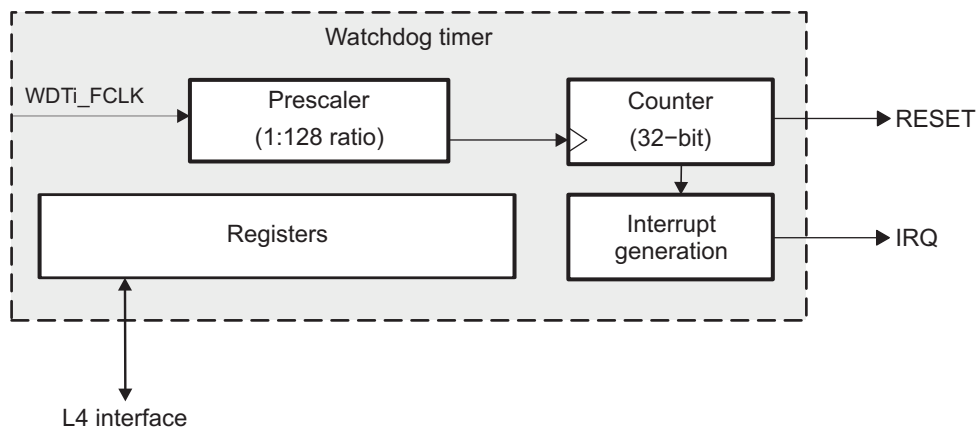 Watchdog timer
WDTi_FCLK
Prescaler
(1:128 ratio)
Counter
(32−bit)
RESET
Registers
Interrupt
generation
IRQ
L4 interface